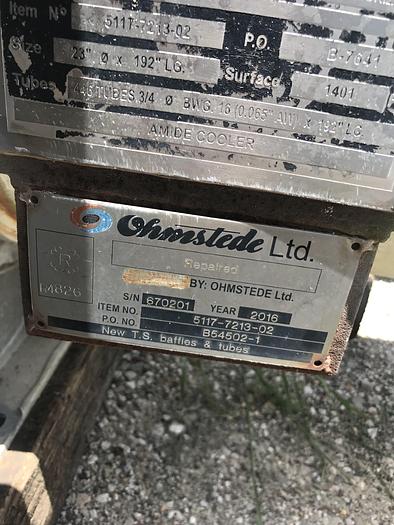 Item Nº 5117-7213-02 P.O. B-7641
Size 23" Ø x 192" LG. Surface 1401
Tubes TUBES 3/4 Ø BWG. 16 (0.065" AW) x 192" LG.
AMIDE COOLER
Ohmstede Ltd.
R
Repaired
BY: OHMSTEDE Ltd.
S/N 670201 YEAR 2016
ITEM NO. 5117-7213-02
P.O. NO. B54502-1
New T.S. baffles & tubes